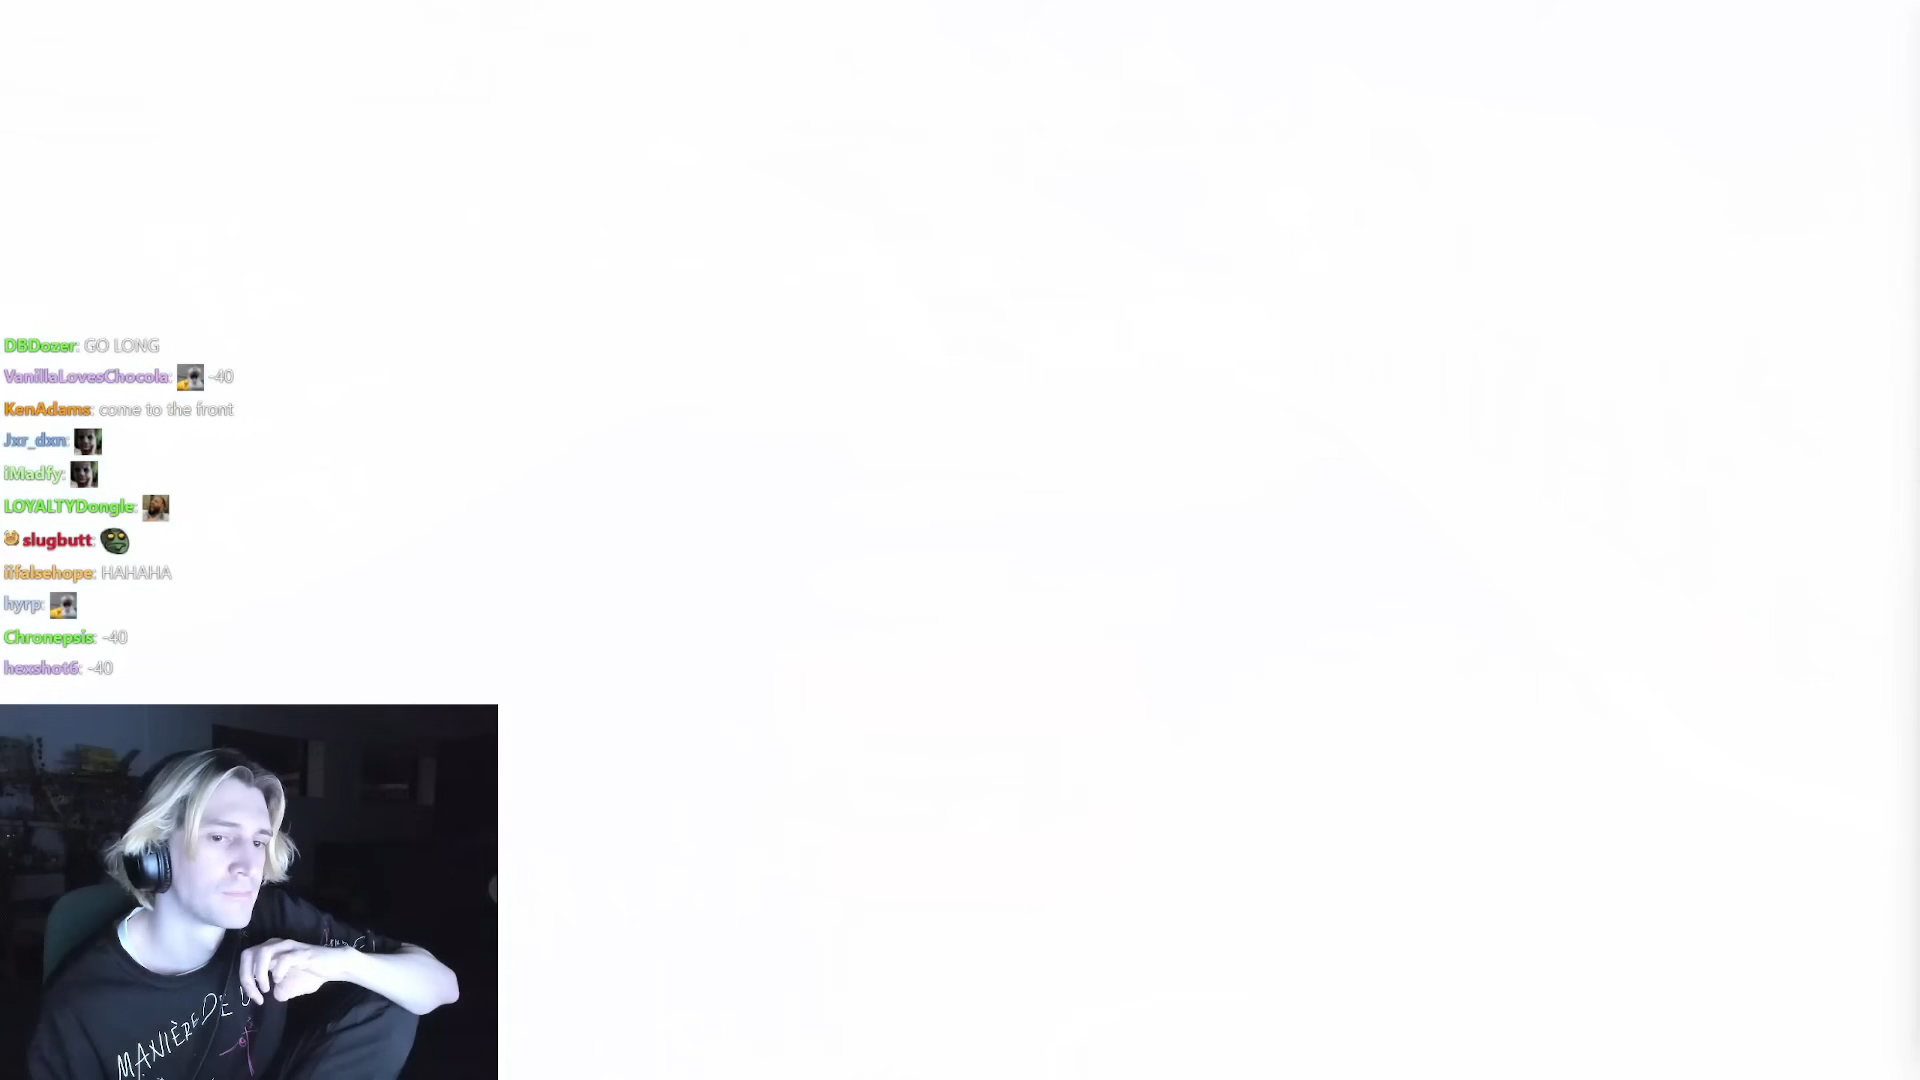 DBDozer: GO LONG
VanillaLovesChocola: -40
KenAdams: come to the front
Jxr_dxn:
iMadfy:
LOYALTYDongle:
slugbutt:
iifalsehope: HAHAHA
hyrp:
Chronepsis: -40
hexshot6: -40
MANIÈRE DE